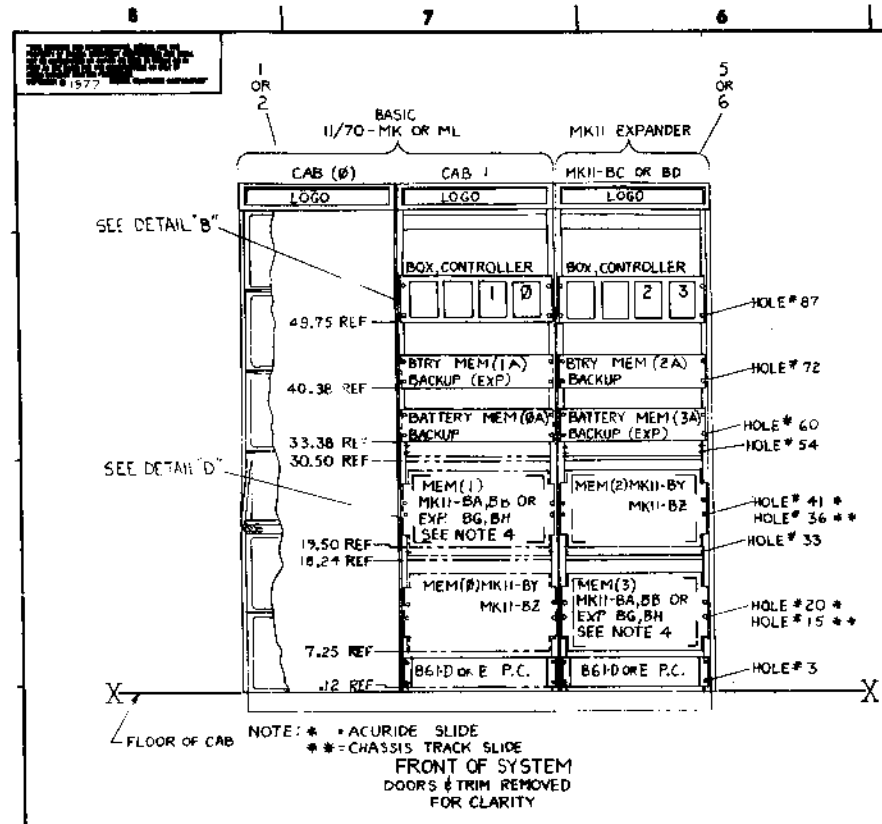 8 7 6
1977
1
OR
2
5
OR
6
BASIC
11/70-MK OR ML
MK11 EXPANDER
CAB (Ø) CAB 1 MK11-BC OR BD
LOGO LOGO LOGO
SEE DETAIL "B"
BOX, CONTROLLER BOX, CONTROLLER
1 Ø 2 3
HOLE # 87
49.75 REF
BTRY MEM (1A)
BACKUP (EXP)
BTRY MEM (2A)
BACKUP
HOLE # 72
40.38 REF
BATTERY MEM (ØA)
BACKUP
BATTERY MEM (3A)
BACKUP (EXP)
HOLE # 60
33.38 REF
HOLE # 54
30.50 REF
SEE DETAIL "D"
MEM (1)
MK11-BA, BB OR
EXP. BG, BH
SEE NOTE 4
MEM (2) MK11-BY
MK11-BZ
HOLE # 41 *
HOLE # 36 * *
19.50 REF
HOLE # 33
18.24 REF
MEM (Ø) MK11-BY
MK11-BZ
MEM (3)
MK11-BA, BB OR
EXP BG, BH
SEE NOTE 4
HOLE # 20 *
HOLE # 15 * *
7.25 REF
861-D OR E P.C. 861-D OR E P.C.
HOLE # 3
.12 REF
X X
FLOOR OF CAB
NOTE: * = ACURIDE SLIDE
* * = CHASSIS TRACK SLIDE
FRONT OF SYSTEM
DOORS & TRIM REMOVED
FOR CLARITY